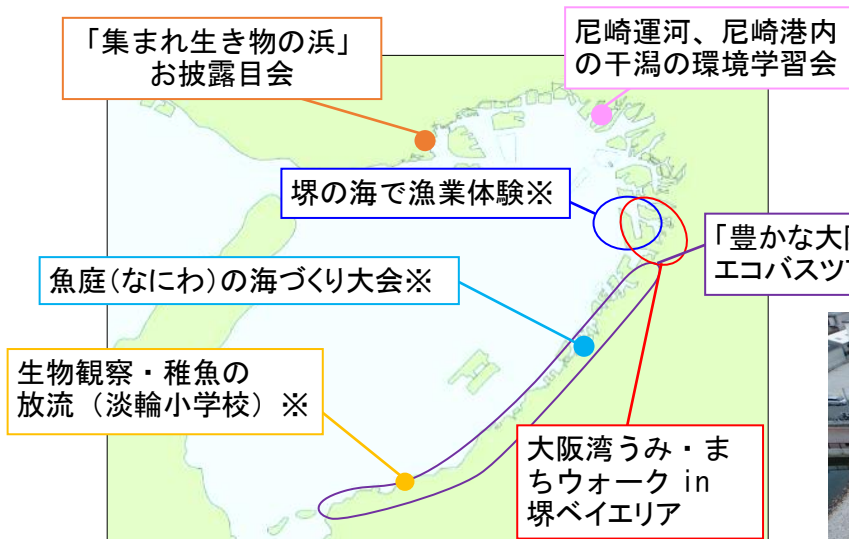 「集まれ生き物の浜」
お披露目会
尼崎運河、尼崎港内
の干潟の環境学習会
堺の海で漁業体験※
「豊かな大阪
エコバスツ
魚庭（なにわ）の海づくり大会※
生物観察・稚魚の
放流（淡輪小学校）※
大阪湾うみ・ま
ちウォーク in
堺ベイエリア